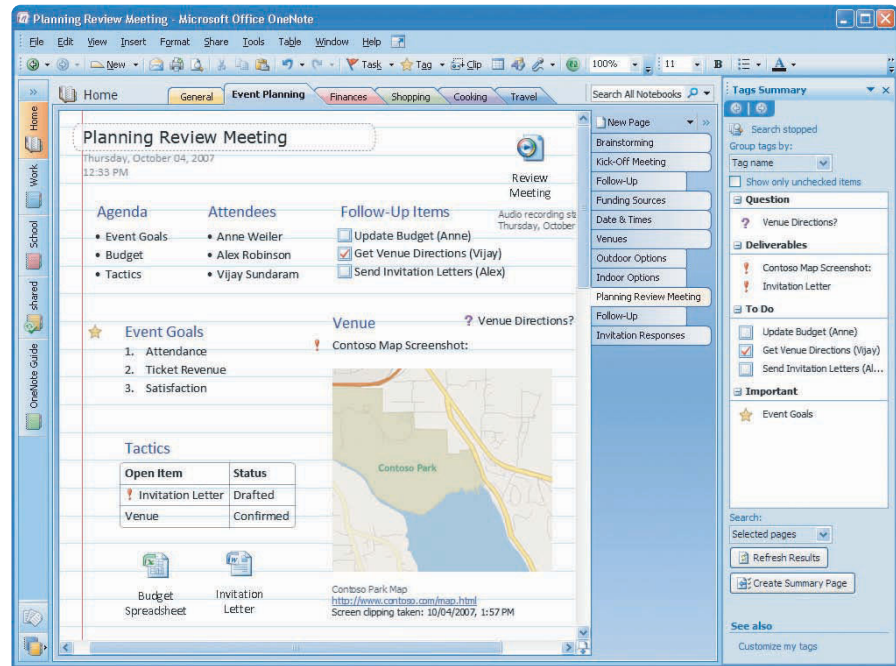 Planning Review Meeting - Microsoft Office OneNote
File Edit View Insert Format Share Tools Table Window Help
New Task Tag Clip 100% 11 B A
Home General Event Planning Finances Shopping Cooking Travel Search All Notebooks
Home
Work
School
shared
OneNote Guide
Planning Review Meeting
Thursday, October 04, 2007
12:33 PM
Review
Meeting
Audio recording st
Thursday, October
Agenda
• Event Goals
• Budget
• Tactics
Attendees
• Anne Weiler
• Alex Robinson
• Vijay Sundaram
Follow-Up Items
Update Budget (Anne)
Get Venue Directions (Vijay)
Send Invitation Letters (Alex)
Event Goals
1. Attendance
2. Ticket Revenue
3. Satisfaction
Venue
? Venue Directions?
Contoso Map Screenshot:
Contoso Park
Tactics
Open Item Status
Invitation Letter Drafted
Venue Confirmed
Budget
Spreadsheet
Invitation
Letter
Contoso Park Map
http://www.contoso.com/map.html
Screen clipping taken: 10/04/2007, 1:57 PM
New Page
Brainstorming
Kick-Off Meeting
Follow-Up
Funding Sources
Date & Times
Venues
Outdoor Options
Indoor Options
Planning Review Meeting
Follow-Up
Invitation Responses
Tags Summary
Search stopped
Group tags by:
Tag name
Show only unchecked items
Question
? Venue Directions?
Deliverables
Contoso Map Screenshot:
Invitation Letter
To Do
Update Budget (Anne)
Get Venue Directions (Vijay)
Send Invitation Letters (Al...
Important
Event Goals
Search:
Selected pages
Refresh Results
Create Summary Page
See also
Customize my tags